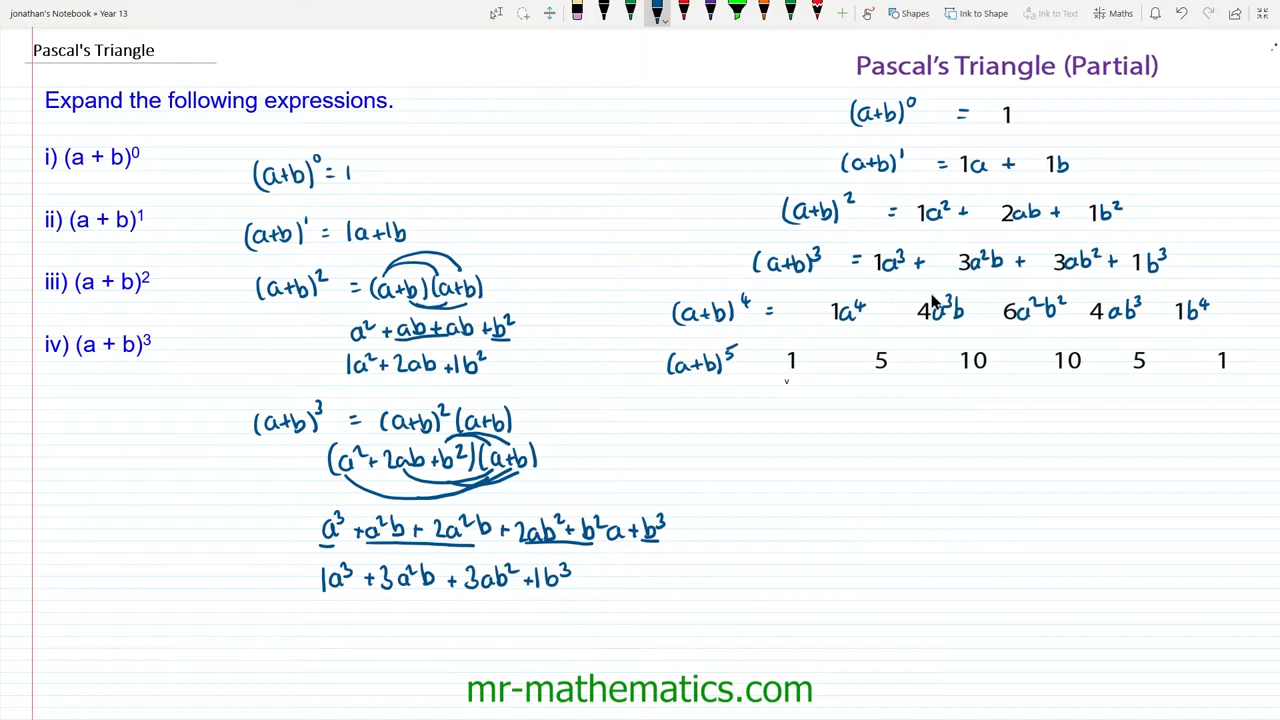 jonathan's Notebook » Year 13
Shapes Ink to Shape Ink to Text Maths
Pascal's Triangle
Expand the following expressions.
i) (a + b)⁰
ii) (a + b)¹
iii) (a + b)²
iv) (a + b)³
(a+b)⁰ = 1
(a+b)¹ = 1a+1b
(a+b)² = (a+b)(a+b)
a² + ab + ab + b²
1a² + 2ab + 1b²
(a+b)³ = (a+b)² (a+b)
(a² + 2ab + b²)(a+b)
a³ + a²b + 2a²b + 2ab² + b²a + b³
1a³ + 3a²b + 3ab² + 1b³
Pascal's Triangle (Partial)
(a+b)⁰ = 1
(a+b)¹ = 1a + 1b
(a+b)² = 1a² + 2ab + 1b²
(a+b)³ = 1a³ + 3a²b + 3ab² + 1b³
(a+b)⁴ = 1a⁴ 4a³b 6a²b² 4ab³ 1b⁴
(a+b)⁵ 1 5 10 10 5 1
mr-mathematics.com